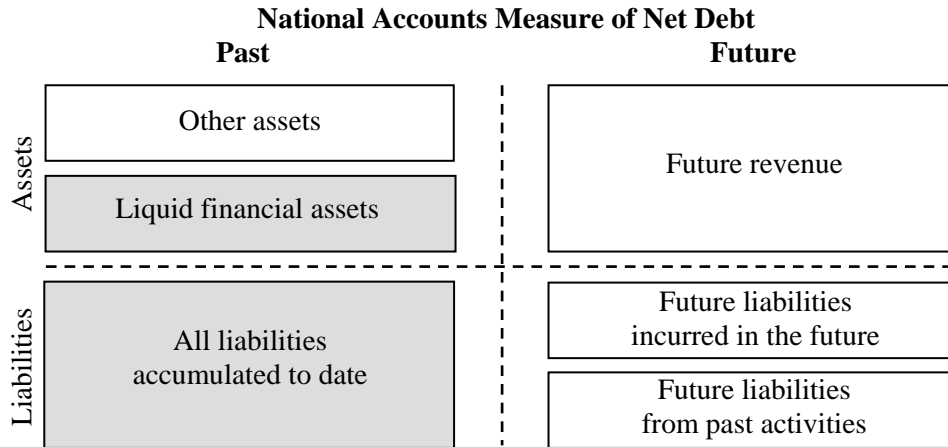 National Accounts Measure of Net Debt
Past
Future
Assets
Other assets
Liquid financial assets
Future revenue
Liabilities
All liabilities
accumulated to date
Future liabilities
incurred in the future
Future liabilities
from past activities